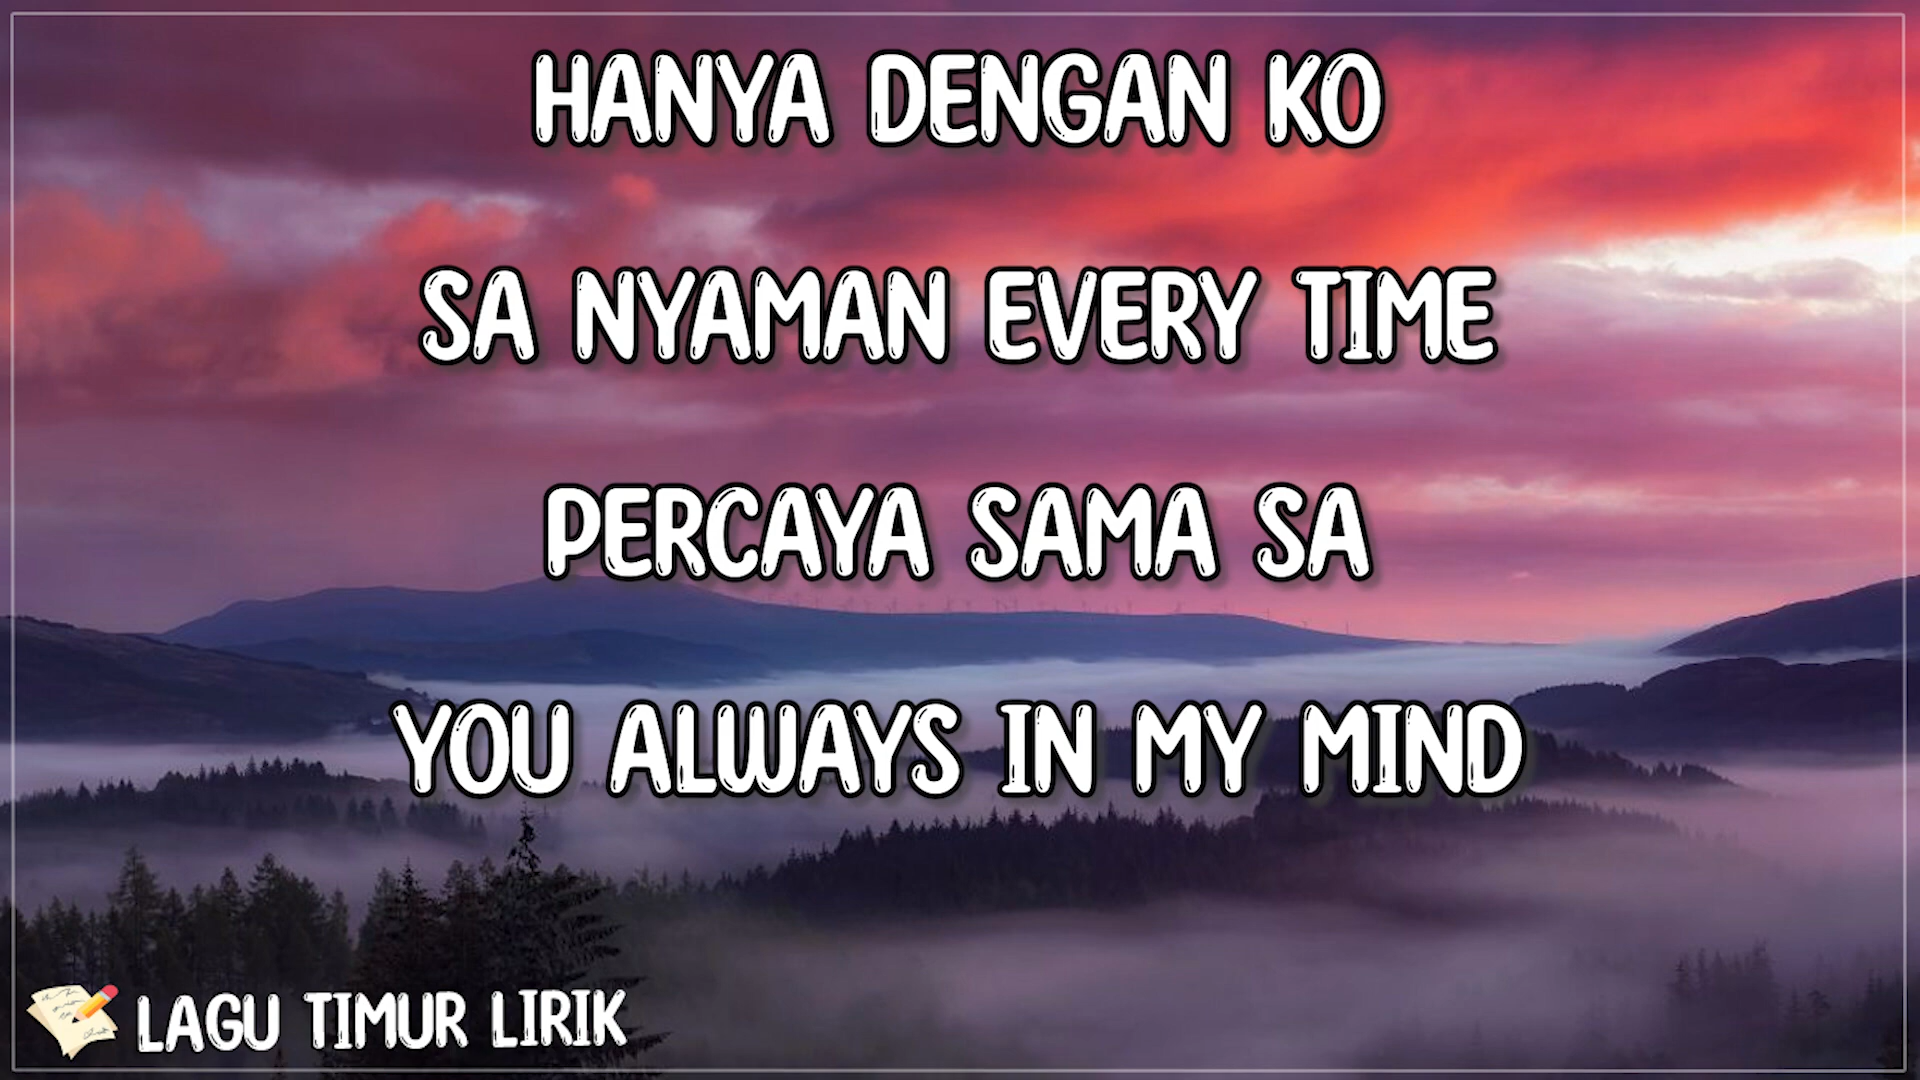 HANYA DENGAN KO
SA NYAMAN EVERY TIME
PERCAYA SAMA SA
YOU ALWAYS IN MY MIND
LAGU TIMUR LIRIK